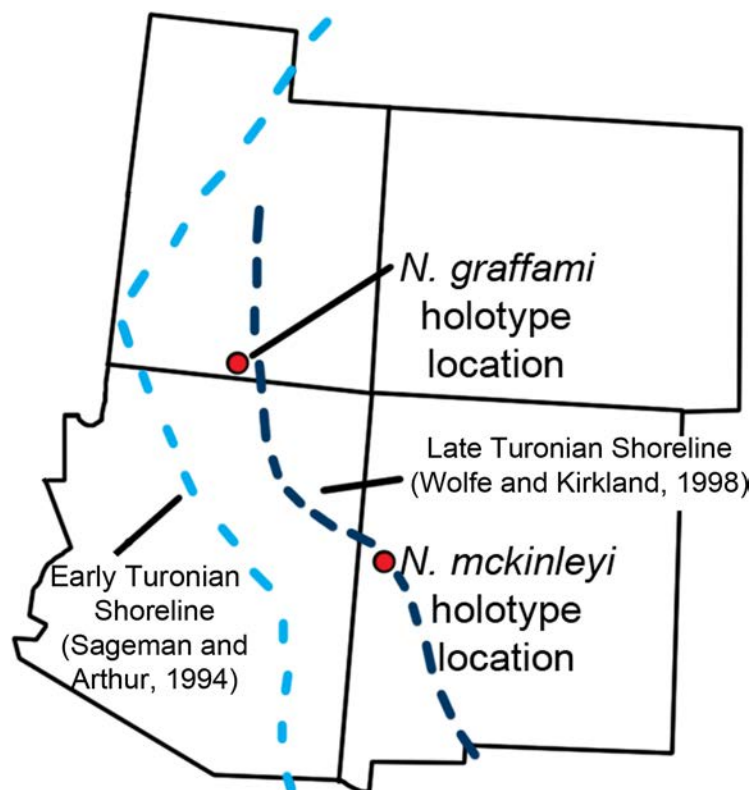 N. graffami
holotype
location
Late Turonian Shoreline
(Wolfe and Kirkland, 1998)
Early Turonian
Shoreline
(Sageman and
Arthur, 1994)
N. mckinleyi
holotype
location